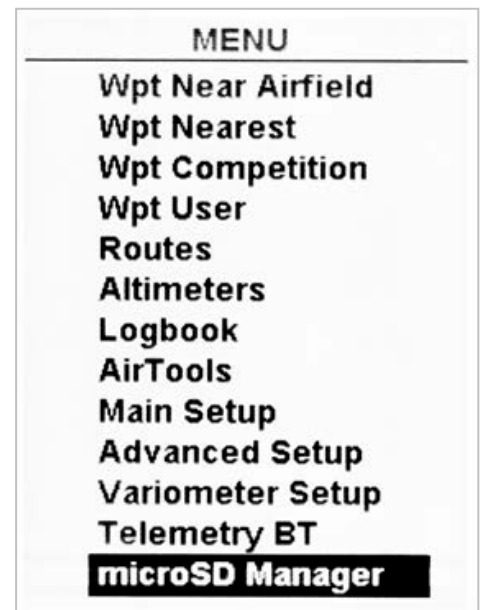 MENU
Wpt Near Airfield
Wpt Nearest
Wpt Competition
Wpt User
Routes
Altimeters
Logbook
AirTools
Main Setup
Advanced Setup
Variometer Setup
Telemetry BT
microSD Manager